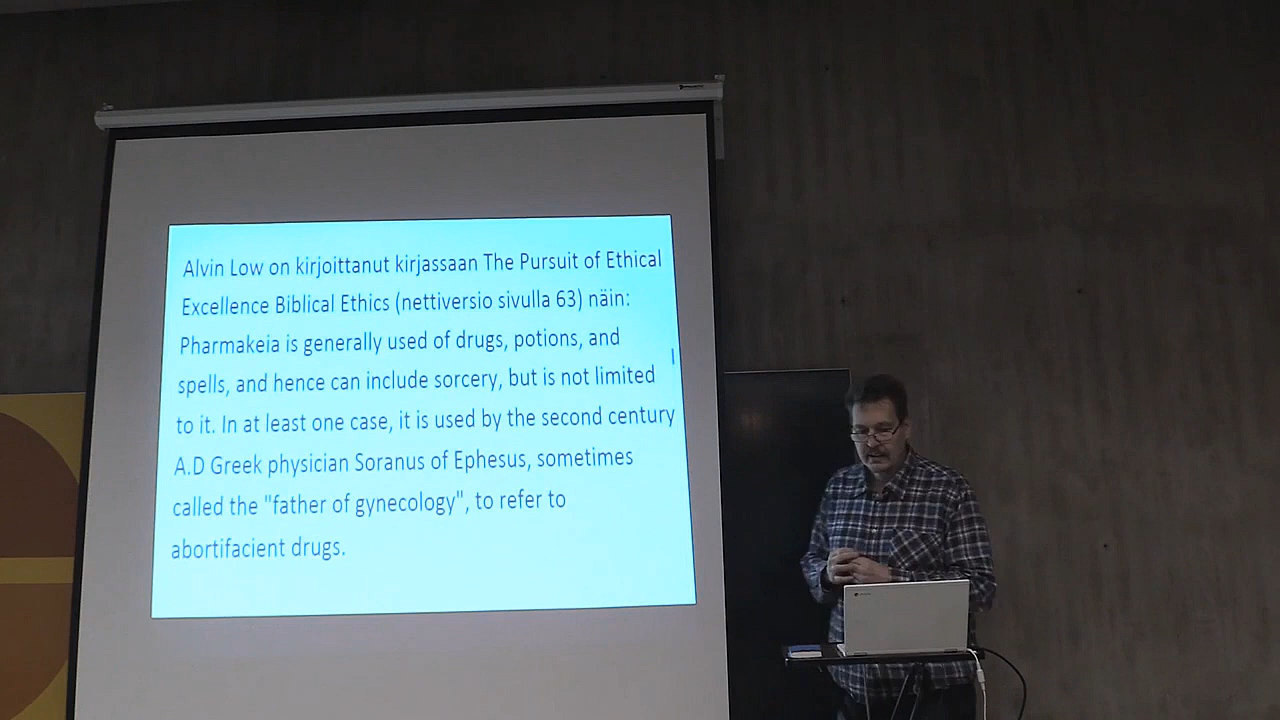 Alvin Low on kirjoittanut kirjassaan The Pursuit of Ethical
Excellence Biblical Ethics (nettiversio sivulla 63) näin:
Pharmakeia is generally used of drugs, potions, and
spells, and hence can include sorcery, but is not limited
to it. In at least one case, it is used by the second century
A.D Greek physician Soranus of Ephesus, sometimes
called the "father of gynecology", to refer to
abortifacient drugs.